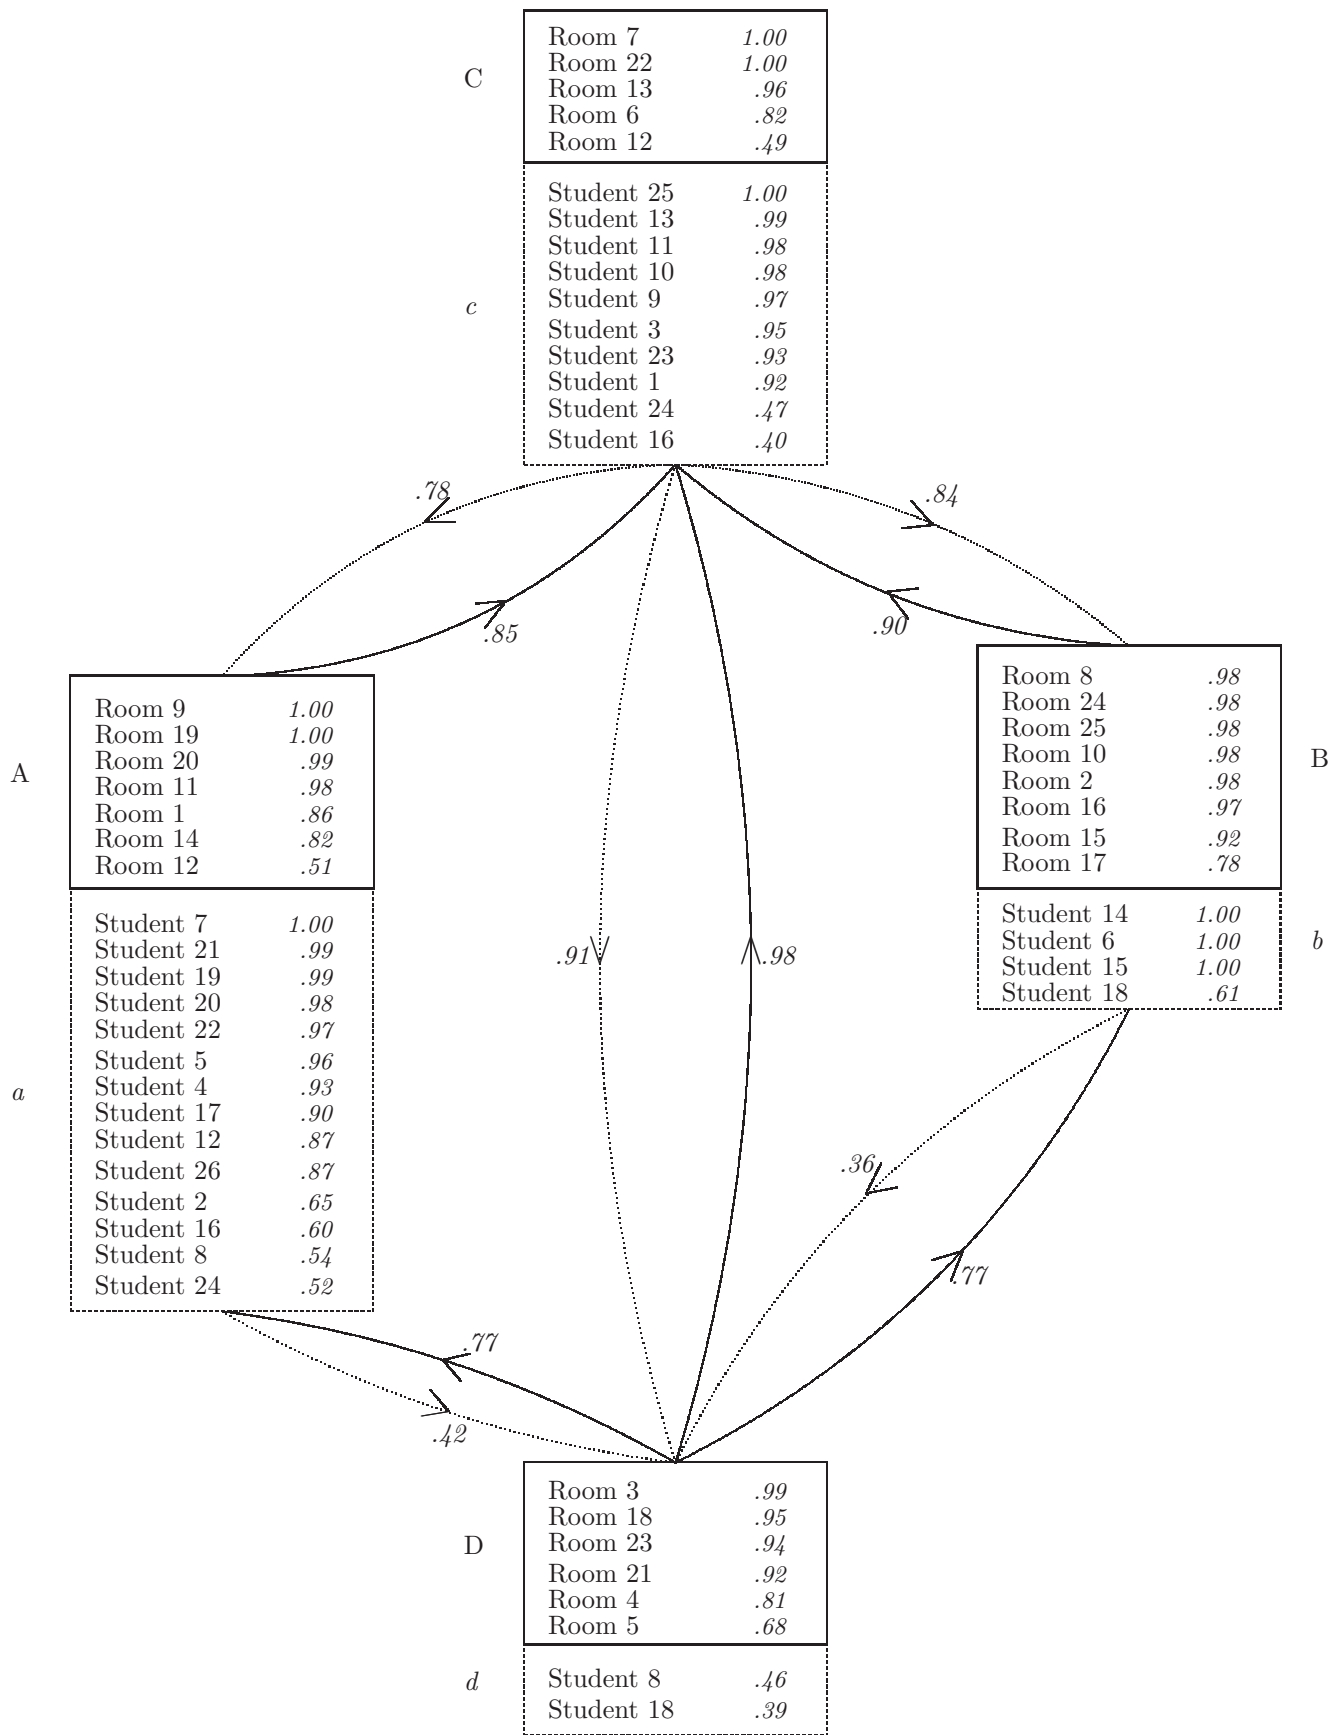 Room 7 1.00
Room 22 1.00
C
Room 13 .96
Room 6 .82
Room 12 .49
Student 25 1.00
Student 13 .99
Student 11 .98
Student 10 .98
Student 9 .97
c
Student 3 .95
Student 23 .93
Student 1 .92
Student 24 .47
Student 16 .40
.78
.84
.85
.90
Room 9 1.00
Room 19 1.00
Room 20 .99
A
Room 11 .98
Room 1 .86
Room 14 .82
Room 12 .51
Student 7 1.00
Student 21 .99
Student 19 .99
Student 20 .98
Student 22 .97
Student 5 .96
a
Student 4 .93
Student 17 .90
Student 12 .87
Student 26 .87
Student 2 .65
Student 16 .60
Student 8 .54
Student 24 .52
.91
.98
Room 8 .98
Room 24 .98
Room 25 .98
Room 10 .98
B
Room 2 .98
Room 16 .97
Room 15 .92
Room 17 .78
Student 14 1.00
Student 6 1.00
b
Student 15 1.00
Student 18 .61
.36
.77
.77
.42
Room 3 .99
Room 18 .95
Room 23 .94
D
Room 21 .92
Room 4 .81
Room 5 .68
d
Student 8 .46
Student 18 .39